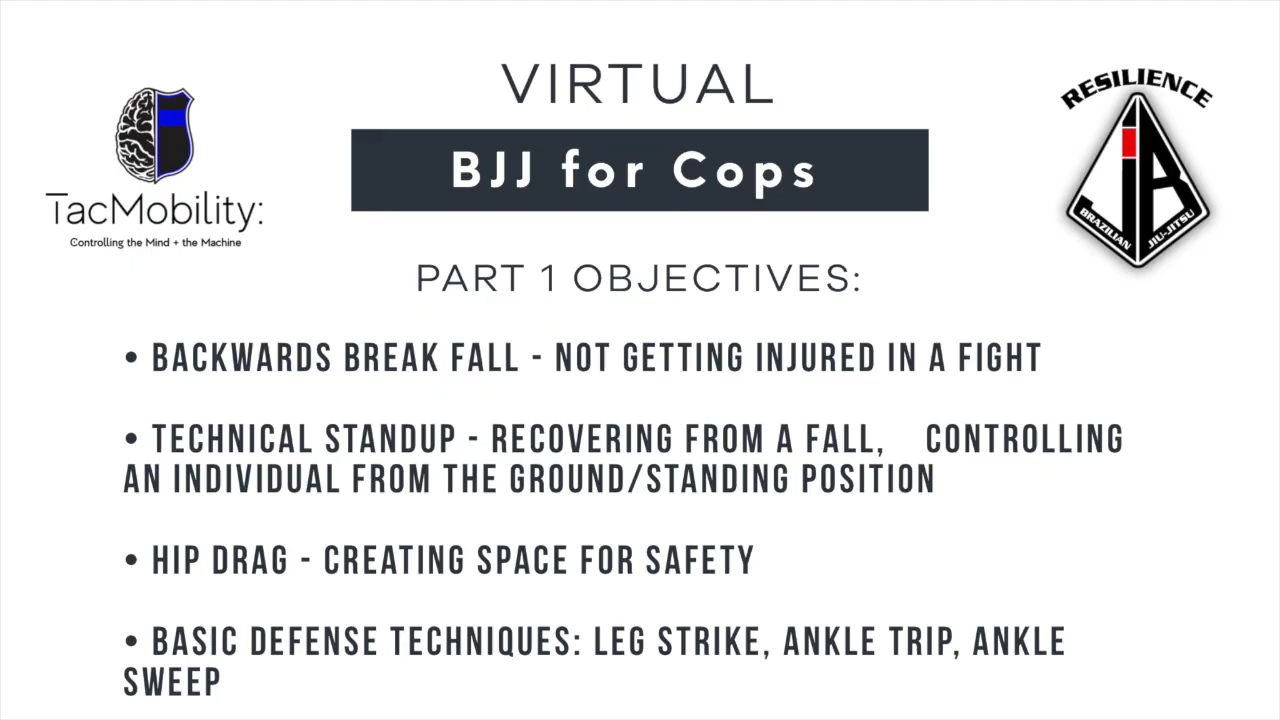 VIRTUAL
BJJ for Cops
TacMobility:
Controlling the Mind + the Machine
RESILIENCE
JB
BRAZILIAN
JIU-JITSU
PART 1 OBJECTIVES:
• BACKWARDS BREAK FALL - NOT GETTING INJURED IN A FIGHT
• TECHNICAL STANDUP - RECOVERING FROM A FALL, CONTROLLING
AN INDIVIDUAL FROM THE GROUND/STANDING POSITION
• HIP DRAG - CREATING SPACE FOR SAFETY
• BASIC DEFENSE TECHNIQUES: LEG STRIKE, ANKLE TRIP, ANKLE
SWEEP